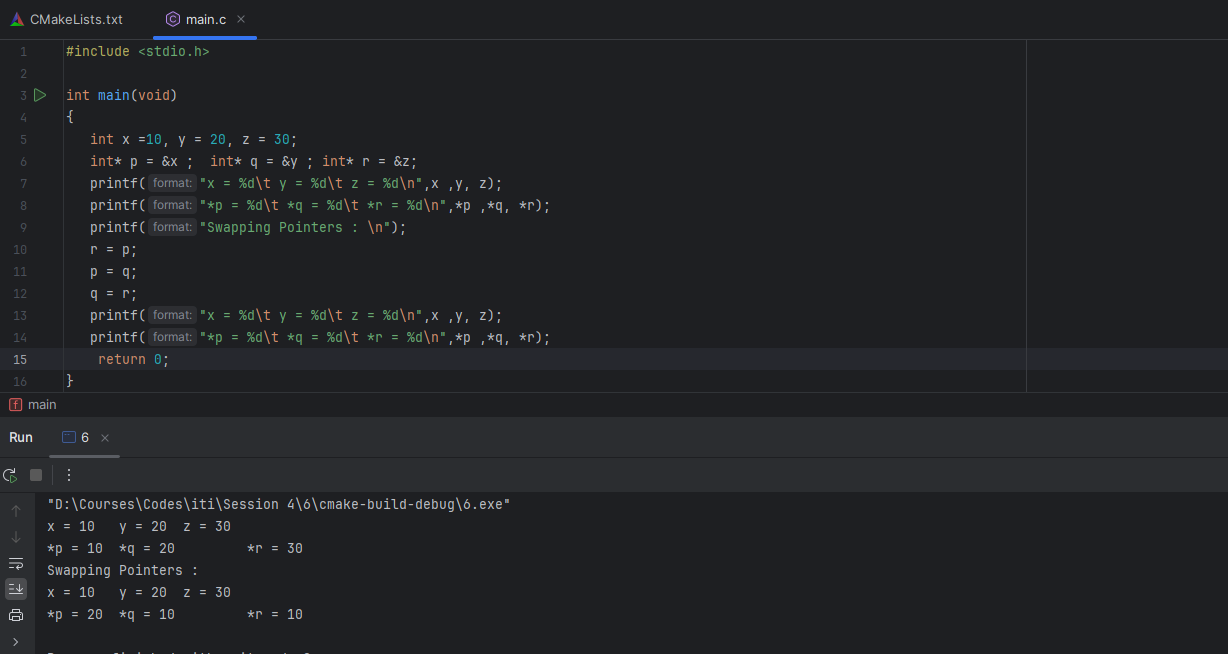 CMakeLists.txt
main.c
1 #include <stdio.h>
2
3 int main(void)
4 {
5 int x =10, y = 20, z = 30;
6 int* p = &x ;  int* q = &y ; int* r = &z;
7 printf( format: "x = %d\t y = %d\t z = %d\n",x ,y, z);
8 printf( format: "*p = %d\t *q = %d\t *r = %d\n",*p ,*q, *r);
9 printf( format: "Swapping Pointers : \n");
10 r = p;
11 p = q;
12 q = r;
13 printf( format: "x = %d\t y = %d\t z = %d\n",x ,y, z);
14 printf( format: "*p = %d\t *q = %d\t *r = %d\n",*p ,*q, *r);
15 return 0;
16 }
f main
Run 6
"D:\Courses\Codes\iti\Session 4\6\cmake-build-debug\6.exe"
x = 10   y = 20  z = 30
*p = 10  *q = 20         *r = 30
Swapping Pointers :
x = 10   y = 20  z = 30
*p = 20  *q = 10         *r = 10